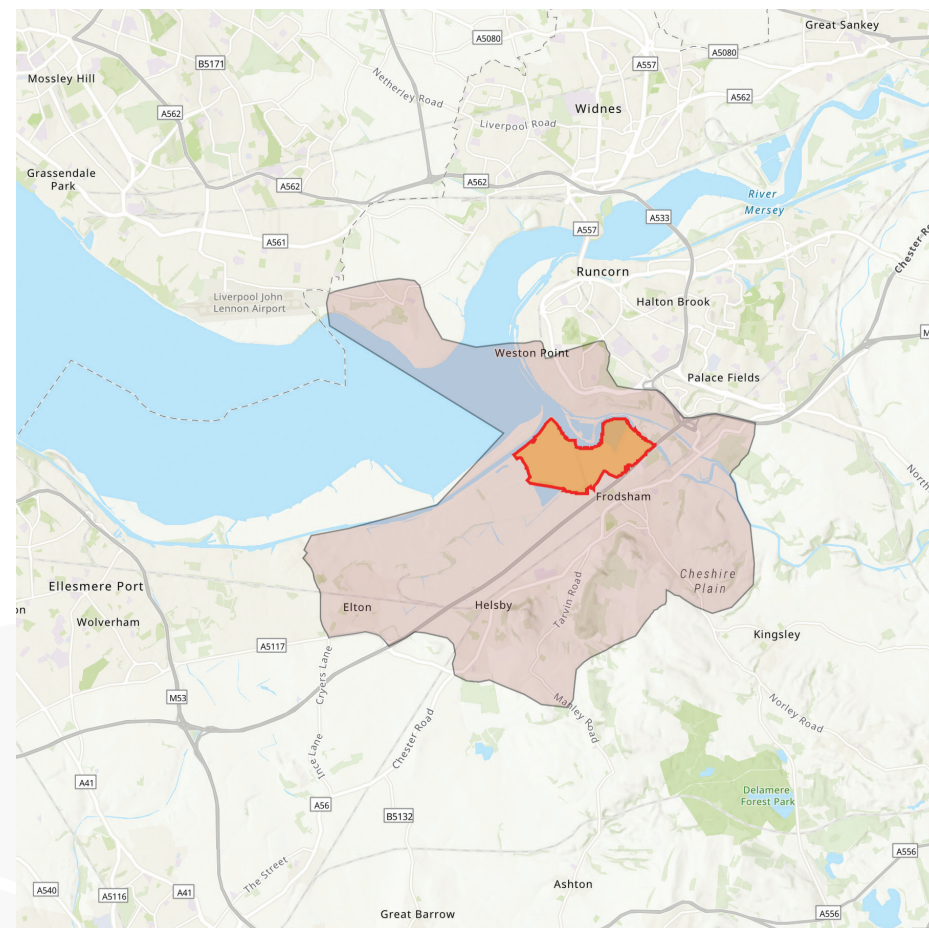 Great Sankey
A5080
A5080
B5171
A557
Mossley Hill
Netherley Road
A562
Widnes
A562
Liverpool Road
Grassendale
Park
A562
A562
River
Mersey
A533
A557
A561
Chester Ro
Runcorn
Liverpool John
Lennon Airport
Halton Brook
M
Weston Point
Palace Fields
North
Frodsham
Cheshire
Plain
Ellesmere Port
on
Wolverham
Elton
Helsby
Tarvin Road
Kingsley
A5117
Cryers Lane
M53
Manley Road
Norley Road
Chester Road
Ince Lane
A41
Delamere
Forest Park
A56
B5132
A556
The Street
A540
A5116
A41
Ashton
Great Barrow
A556